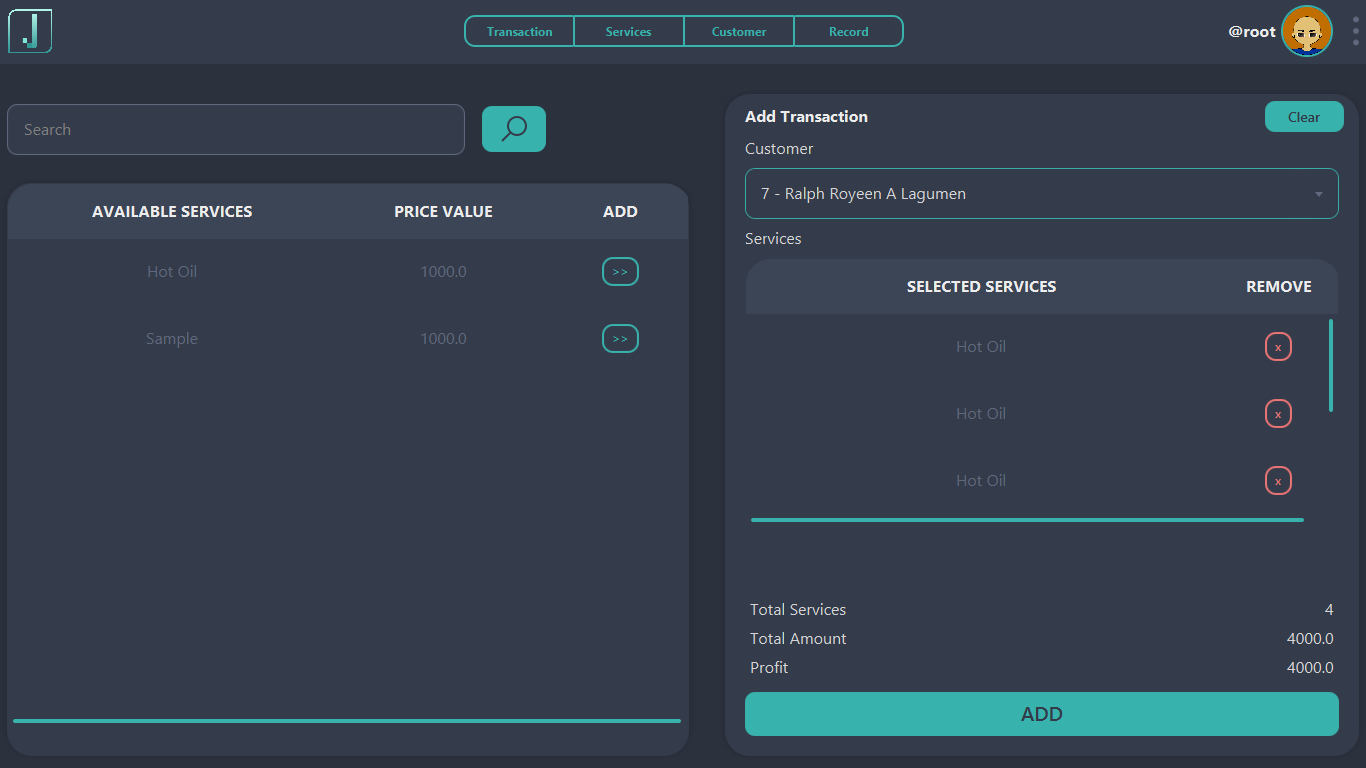 J
Transaction Services Customer Record
@root
Search
AVAILABLE SERVICES PRICE VALUE ADD
Hot Oil 1000.0 >>
Sample 1000.0 >>
Add Transaction Clear
Customer
7 - Ralph Royeen A Lagumen
Services
SELECTED SERVICES REMOVE
Hot Oil x
Hot Oil x
Hot Oil x
Total Services 4
Total Amount 4000.0
Profit 4000.0
ADD